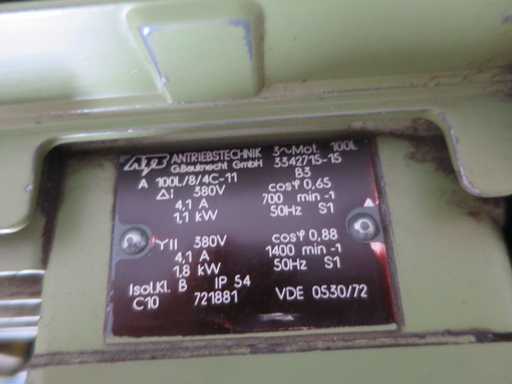 ATB ANTRIEBSTECHNIK 3~Mot. 100L
G.Bauknecht GmbH 3342715-15
A 100L/8/4C-11 B3
Δi 380V cosφ 0,65
4,1 A 700 min-1
1,1 kW 50Hz S1
YII 380V cosφ 0,88
4,1 A 1400 min-1
1,8 kW 50Hz S1
Isol.Kl. B IP 54
C10 721881 VDE 0530/72